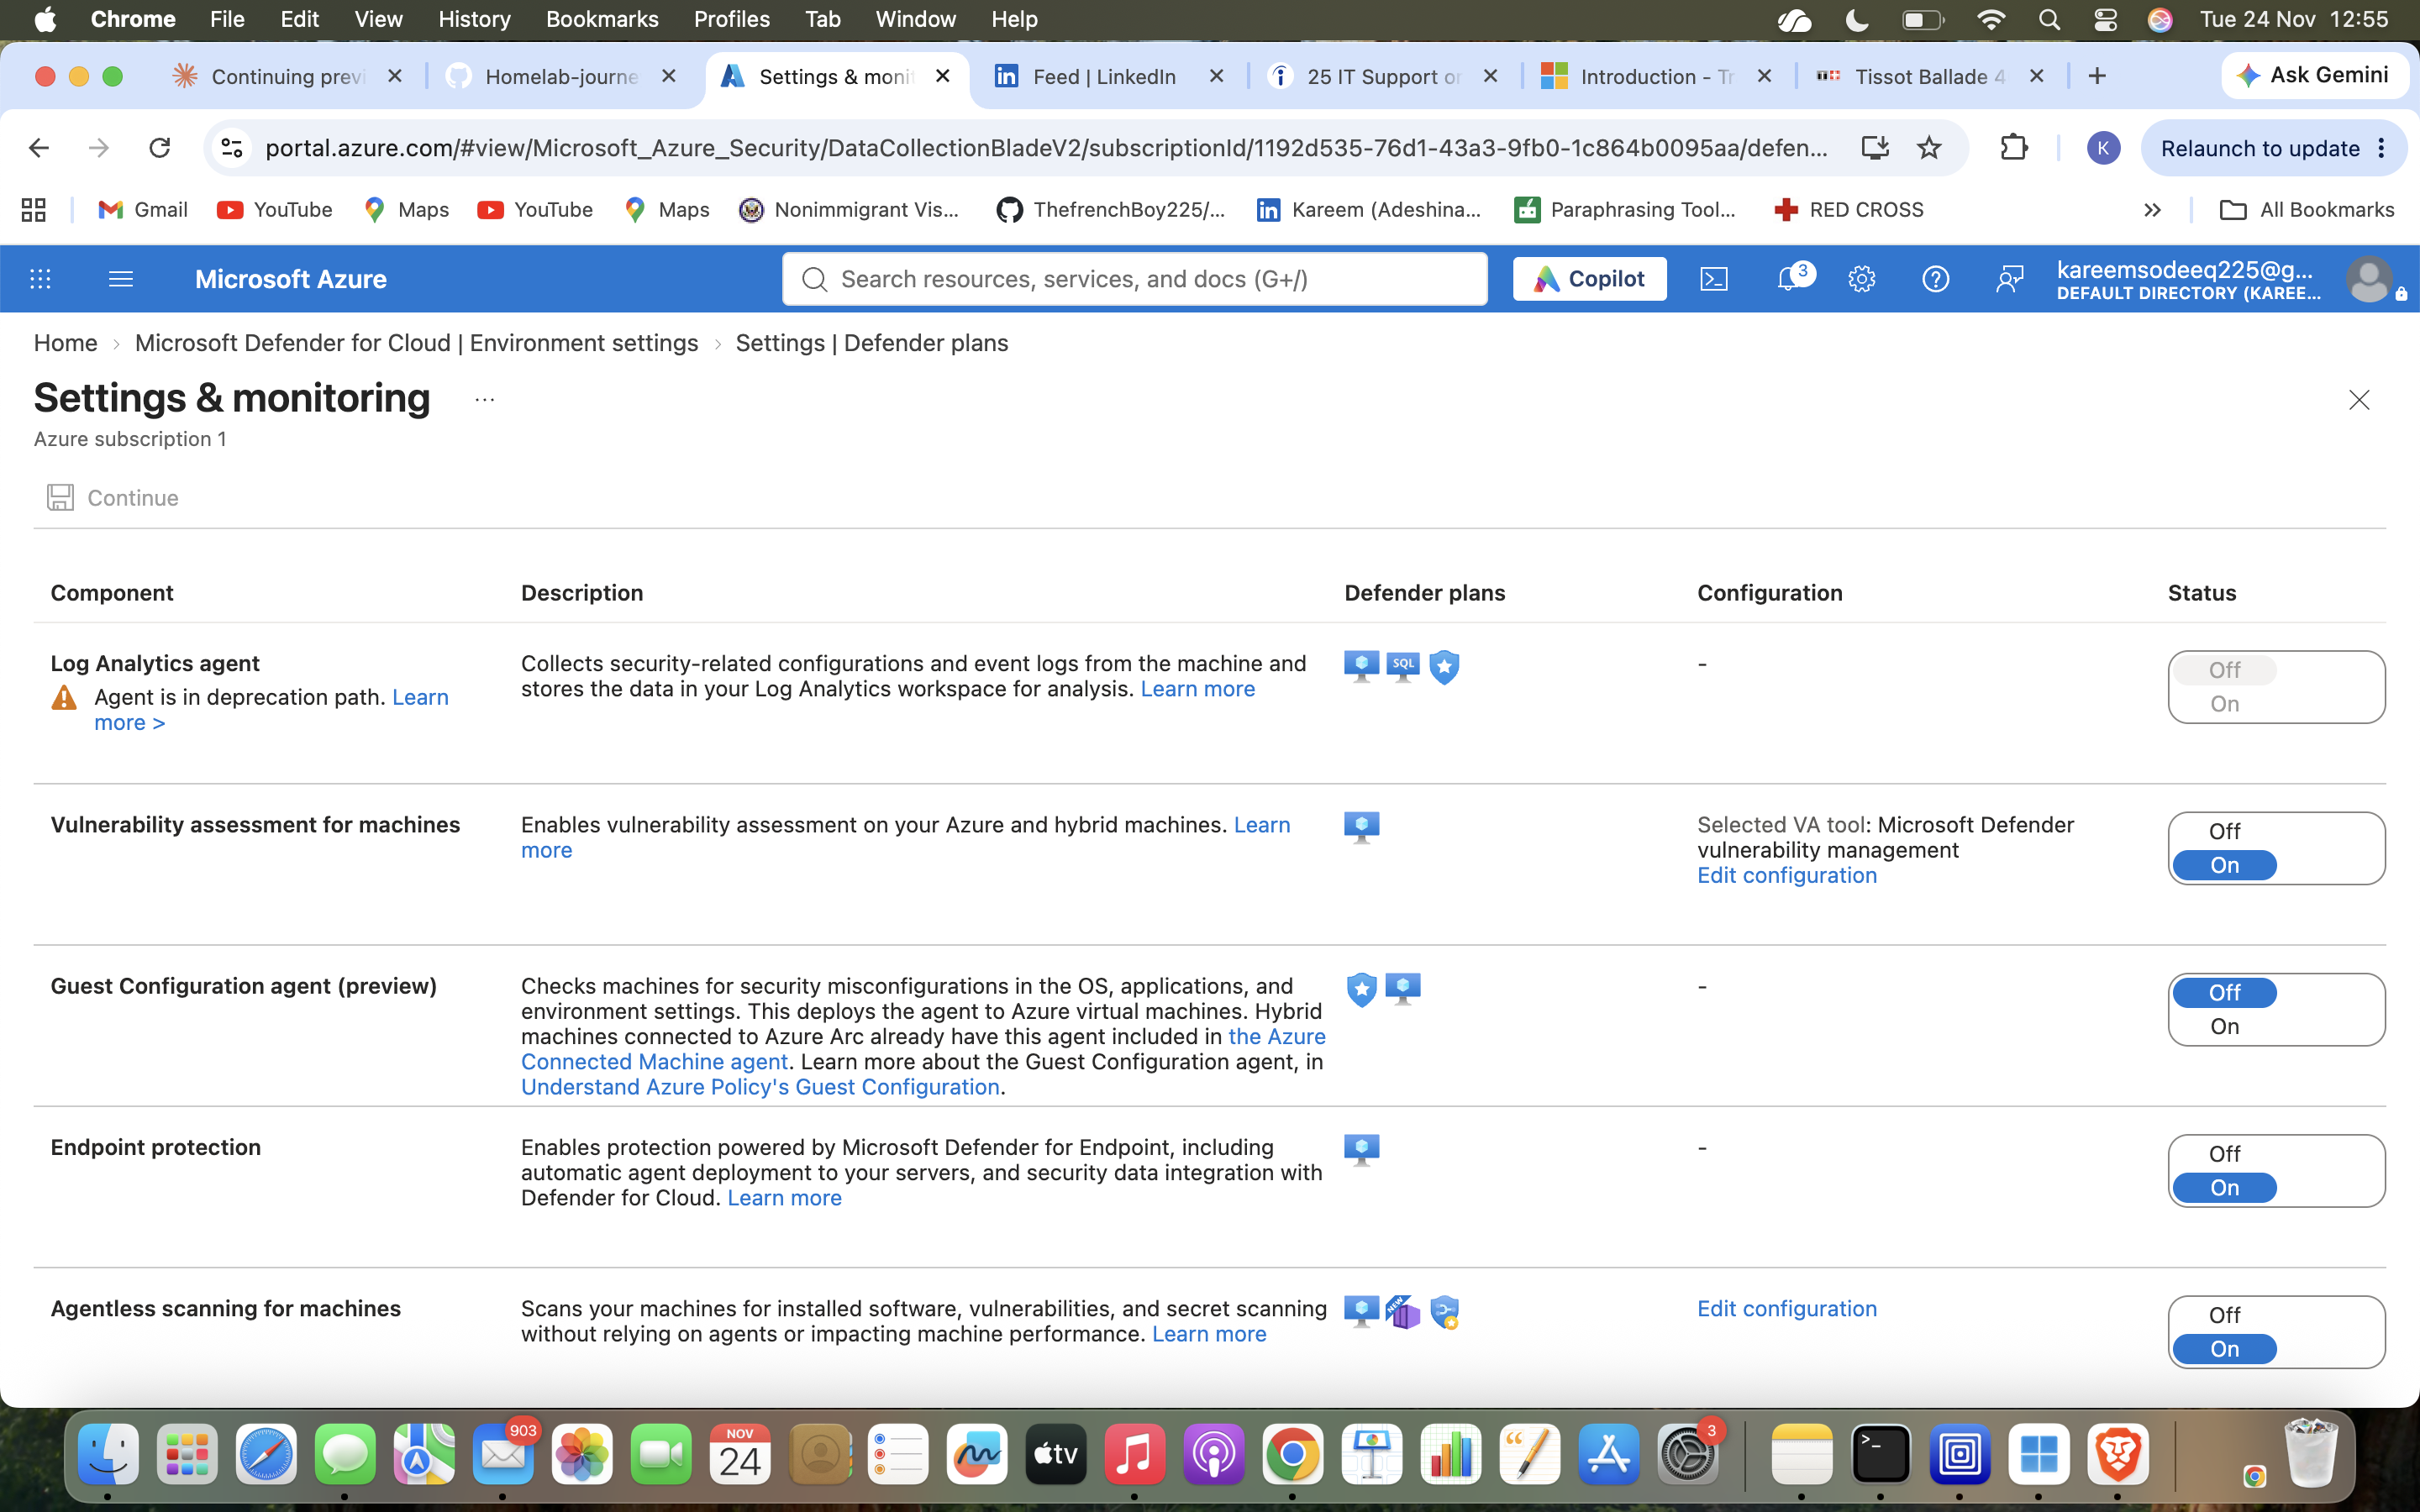 Chrome File Edit View History Bookmarks Profiles Tab Window Help Tue 24 Nov 12:55
Continuing previ Homelab-journe Settings & monit Feed | LinkedIn 25 IT Support or Introduction - Tr Tissot Ballade 4 Ask Gemini
portal.azure.com/#view/Microsoft_Azure_Security/DataCollectionBladeV2/subscriptionId/1192d535-76d1-43a3-9fb0-1c864b0095aa/defen... K Relaunch to update
Gmail YouTube Maps YouTube Maps Nonimmigrant Vis... ThefrenchBoy225/... Kareem (Adeshina... Paraphrasing Tool... RED CROSS All Bookmarks
Microsoft Azure Search resources, services, and docs (G+/) Copilot 3 kareemsodeeq225@g...
DEFAULT DIRECTORY (KAREE...
Home > Microsoft Defender for Cloud | Environment settings > Settings | Defender plans
Settings & monitoring ...
Azure subscription 1
Continue
Component Description Defender plans Configuration Status
Log Analytics agent
Agent is in deprecation path. Learn
more >
Collects security-related configurations and event logs from the machine and
stores the data in your Log Analytics workspace for analysis. Learn more
SQL
-
Off
On
Vulnerability assessment for machines
Enables vulnerability assessment on your Azure and hybrid machines. Learn
more
Selected VA tool: Microsoft Defender
vulnerability management
Edit configuration
Off
On
Guest Configuration agent (preview)
Checks machines for security misconfigurations in the OS, applications, and
environment settings. This deploys the agent to Azure virtual machines. Hybrid
machines connected to Azure Arc already have this agent included in the Azure
Connected Machine agent. Learn more about the Guest Configuration agent, in
Understand Azure Policy's Guest Configuration.
-
Off
On
Endpoint protection
Enables protection powered by Microsoft Defender for Endpoint, including
automatic agent deployment to your servers, and security data integration with
Defender for Cloud. Learn more
-
Off
On
Agentless scanning for machines
Scans your machines for installed software, vulnerabilities, and secret scanning
without relying on agents or impacting machine performance. Learn more
NEW
Edit configuration
Off
On
903
NOV
24
tv
3